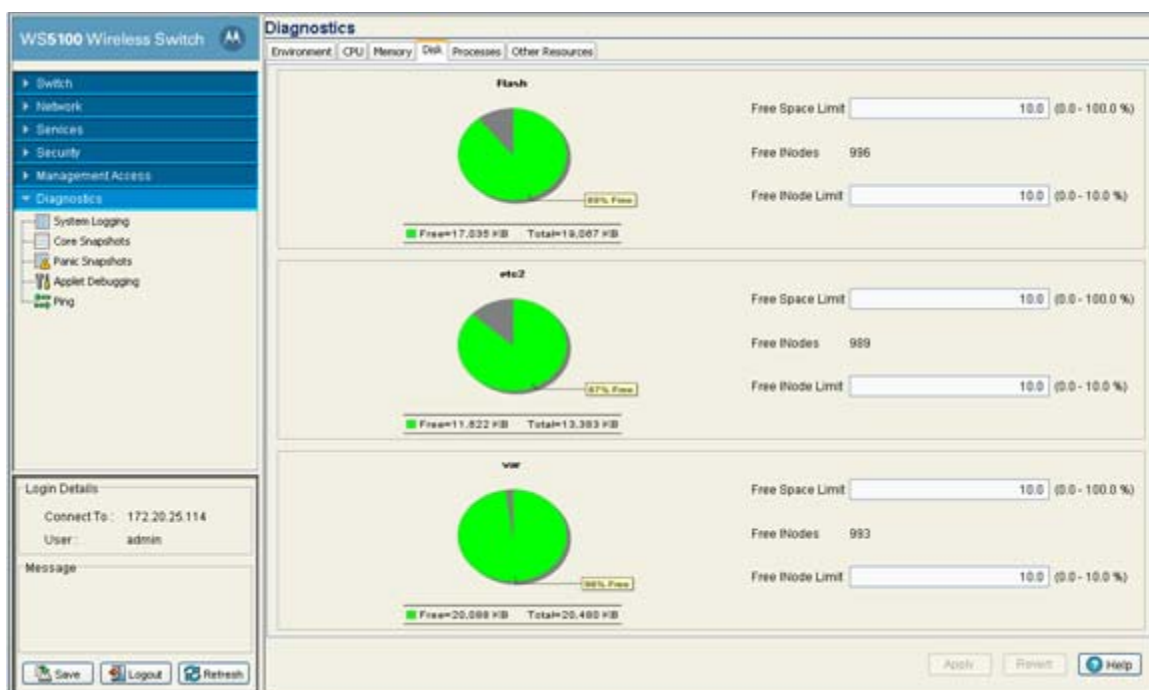 WS5100 Wireless Switch
Switch
Network
Services
Security
Management Access
Diagnostics
System Logging
Core Snapshots
Panic Snapshots
Applet Debugging
Ping
Login Details
Connect To : 172.20.25.114
User : admin
Message
Save Logout Refresh
Diagnostics
Environment CPU Memory Disk Processes Other Resources
Flash
89% Free
Free=17,035 KB Total=19,067 KB
Free Space Limit 10.0 (0.0 - 100.0 %)
Free INodes 996
Free INode Limit 10.0 (0.0 - 10.0 %)
etc2
87% Free
Free=11,622 KB Total=13,383 KB
Free Space Limit 10.0 (0.0 - 100.0 %)
Free INodes 989
Free INode Limit 10.0 (0.0 - 10.0 %)
var
98% Free
Free=20,088 KB Total=20,480 KB
Free Space Limit 10.0 (0.0 - 100.0 %)
Free INodes 993
Free INode Limit 10.0 (0.0 - 10.0 %)
Apply Revert Help